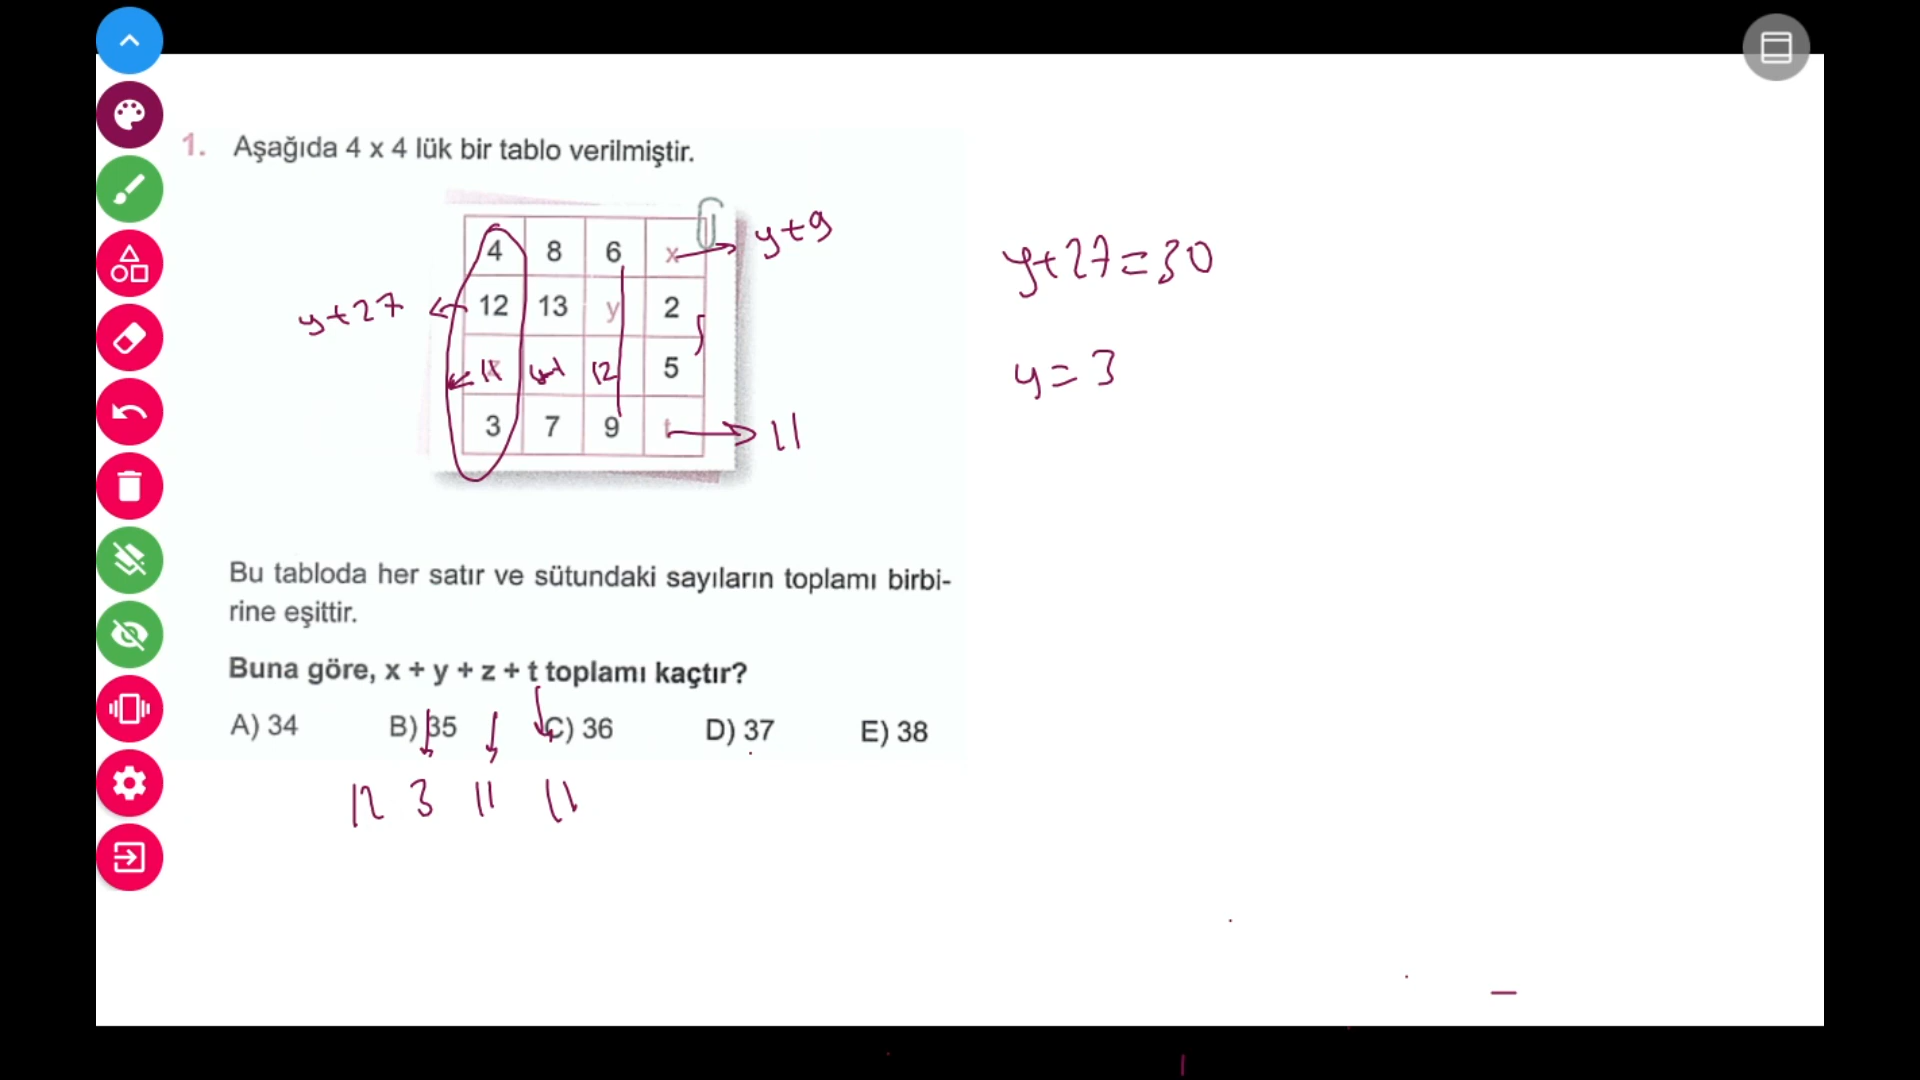 1. Aşağıda 4 x 4 lük bir tablo verilmiştir.
4 8 6 x → y+9
y+27 ← 12 13 y 2
11 12 5
3 7 9 t → 11
y+27=30
y=3
Bu tabloda her satır ve sütundaki sayıların toplamı birbi-
rine eşittir.
Buna göre, x + y + z + t toplamı kaçtır?
A) 34 B) 35 C) 36 D) 37 E) 38
12 3 11 11